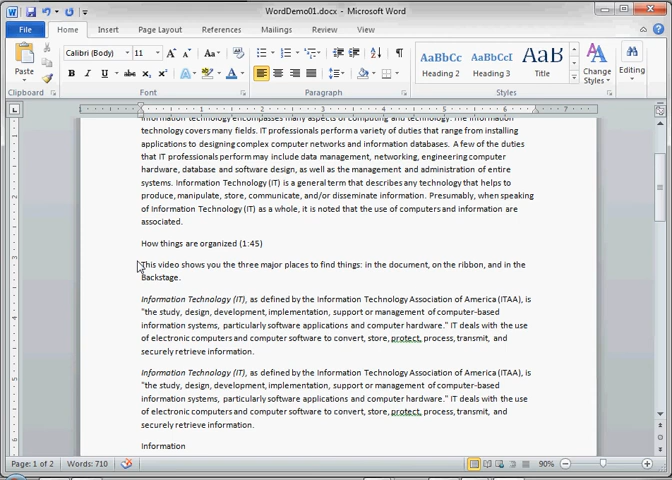 WordDemo01.docx - Microsoft Word
File Home Insert Page Layout References Mailings Review View
Calibri (Body) 11 A A Aa
Paste B I U abc x₂ x² A A
AaBbCc AaBbCcI AaB
Heading 2 Heading 3 Title Change Styles Editing
Clipboard Font Paragraph Styles
1 2 3 4 5 6 7
Information technology encompasses many aspects of computing and technology. The information
technology covers many fields. IT professionals perform a variety of duties that range from installing
applications to designing complex computer networks and information databases. A few of the duties
that IT professionals perform may include data management, networking, engineering computer
hardware, database and software design, as well as the management and administration of entire
systems. Information Technology (IT) is a general term that describes any technology that helps to
produce, manipulate, store, communicate, and/or disseminate information. Presumably, when speaking
of Information Technology (IT) as a whole, it is noted that the use of computers and information are
associated.
How things are organized (1:45)
This video shows you the three major places to find things: in the document, on the ribbon, and in the
Backstage.
Information Technology (IT), as defined by the Information Technology Association of America (ITAA), is
"the study, design, development, implementation, support or management of computer-based
information systems, particularly software applications and computer hardware." IT deals with the use
of electronic computers and computer software to convert, store, protect, process, transmit, and
securely retrieve information.
Information Technology (IT), as defined by the Information Technology Association of America (ITAA), is
"the study, design, development, implementation, support or management of computer-based
information systems, particularly software applications and computer hardware." IT deals with the use
of electronic computers and computer software to convert, store, protect, process, transmit, and
securely retrieve information.
Information
Page: 1 of 2 Words: 710 90%